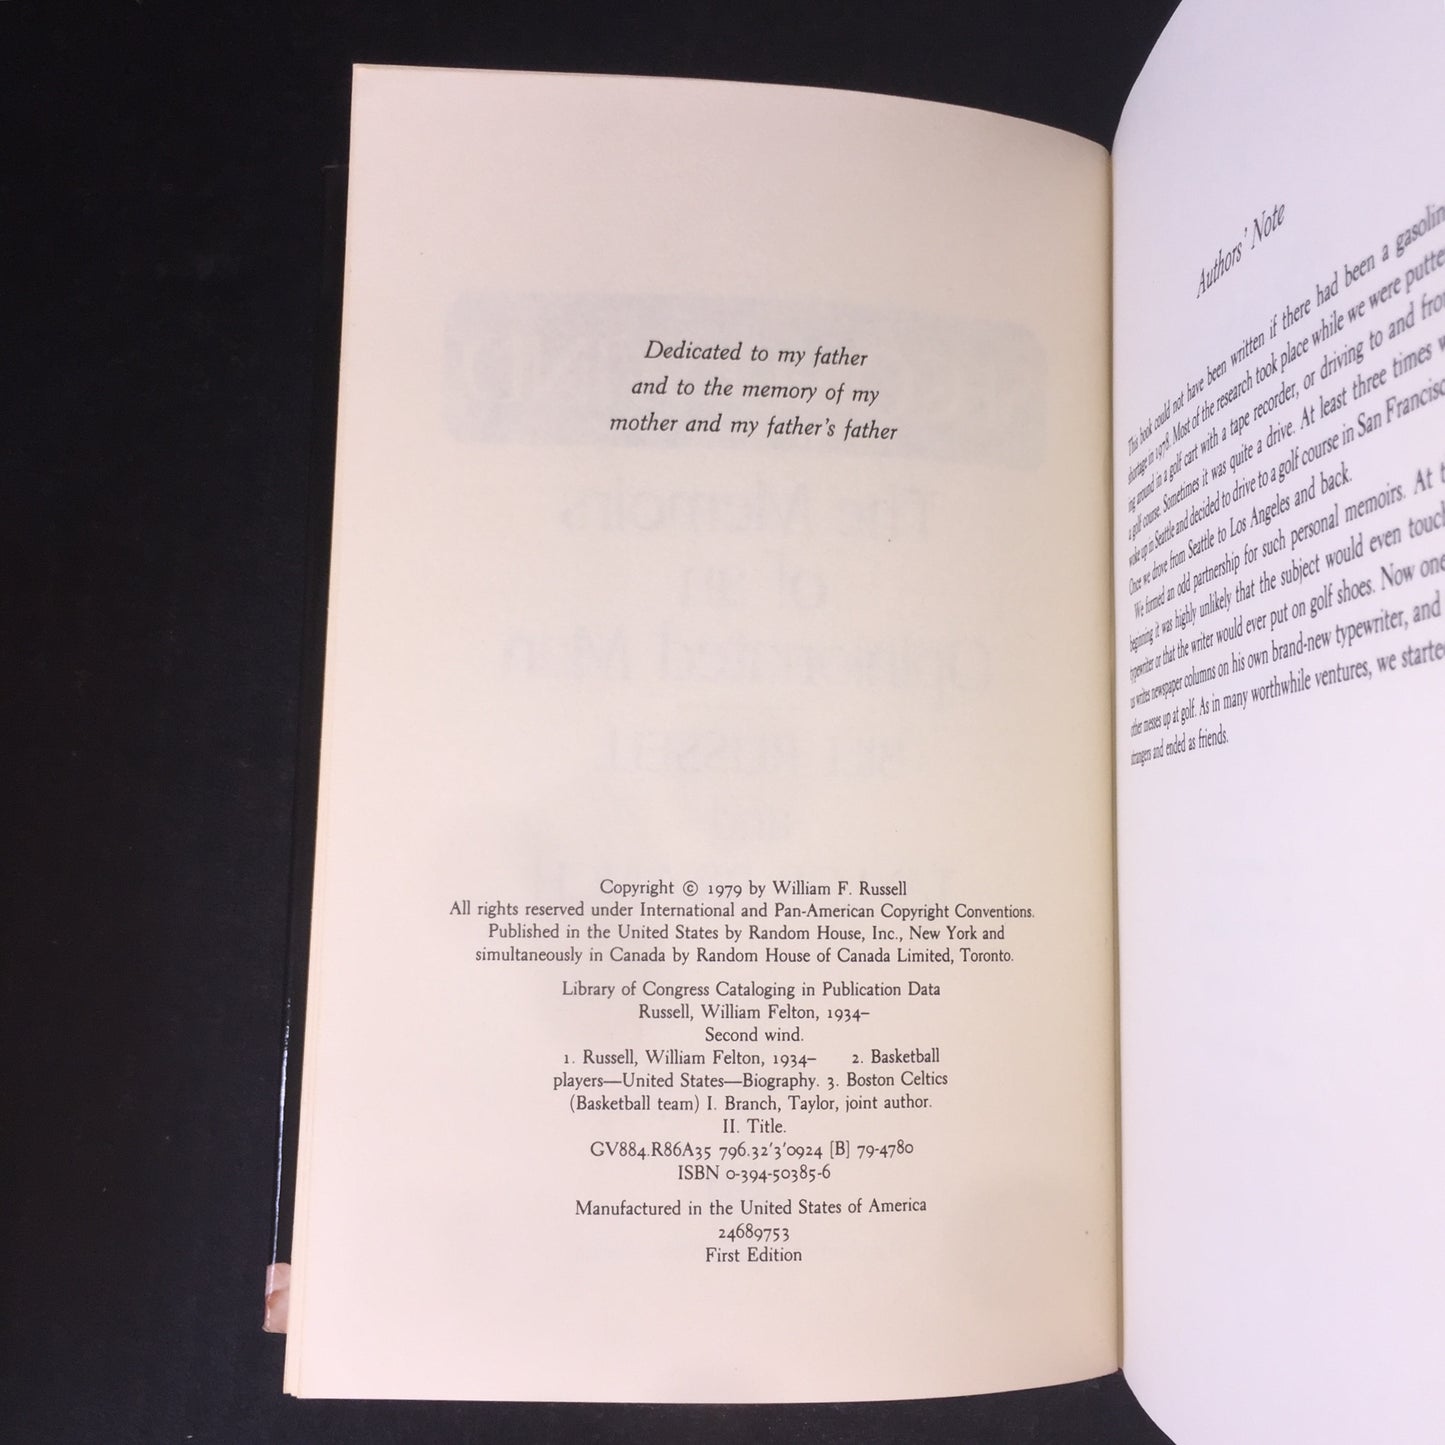 Dedicated to my father
and to the memory of my
mother and my father's father
Copyright © 1979 by William F. Russell
All rights reserved under International and Pan-American Copyright Conventions.
Published in the United States by Random House, Inc., New York and
simultaneously in Canada by Random House of Canada Limited, Toronto.
Library of Congress Cataloging in Publication Data
Russell, William Felton, 1934–
Second wind.
1. Russell, William Felton, 1934– 2. Basketball
players—United States—Biography. 3. Boston Celtics
(Basketball team) I. Branch, Taylor, joint author.
II. Title.
GV884.R86A35 796.32'3'0924 [B] 79-4780
ISBN 0-394-50385-6
Manufactured in the United States of America
24689753
First Edition
Authors' Note
This book could not have been written if there had been a gasolin
shortage in 1978. Most of the research took place while we were putte
ing around in a golf cart with a tape recorder, or driving to and fro
a golf course. Sometimes it was quite a drive. At least three times w
woke up in Seattle and decided to drive to a golf course in San Francisc
Once we drove from Seattle to Los Angeles and back.
We formed an odd partnership for such personal memoirs. At t
beginning it was highly unlikely that the subject would even touch
typewriter or that the writer would ever put on golf shoes. Now one
us writes newspaper columns on his own brand-new typewriter, and
other messes up at golf. As in many worthwhile ventures, we started
strangers and ended as friends.